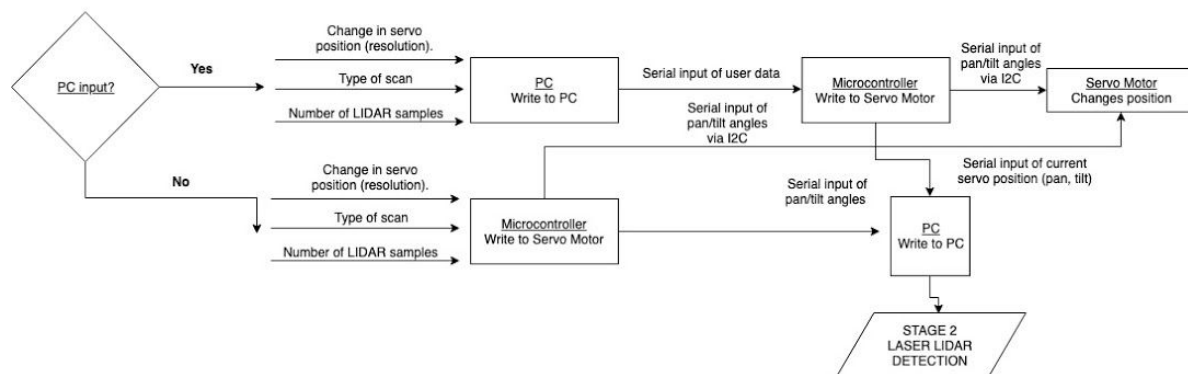 PC input?
Yes
Change in servo
position (resolution).
Type of scan
Number of LIDAR samples
PC
Write to PC
Serial input of user data
Microcontroller
Write to Servo Motor
Serial input of
pan/tilt angles
via I2C
Servo Motor
Changes position
Serial input of
pan/tilt angles
via I2C
No
Change in servo
position (resolution).
Type of scan
Number of LIDAR samples
Microcontroller
Write to Servo Motor
Serial input of
pan/tilt angles
Serial input of current
servo position (pan, tilt)
PC
Write to PC
STAGE 2
LASER LIDAR
DETECTION